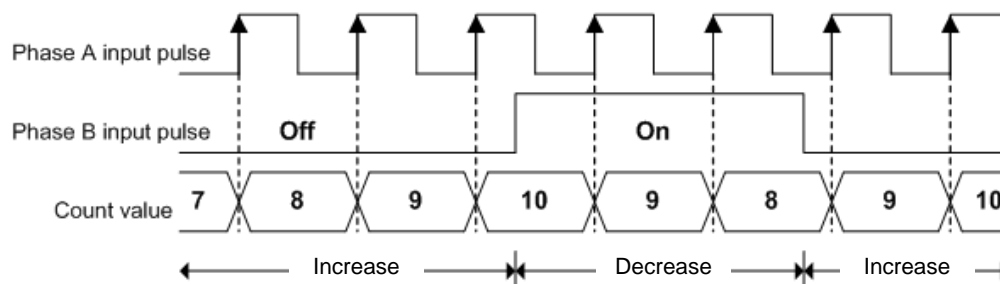 Phase A input pulse
Phase B input pulse Off On
Count value 7 8 9 10 9 8 9 10
Increase Decrease Increase